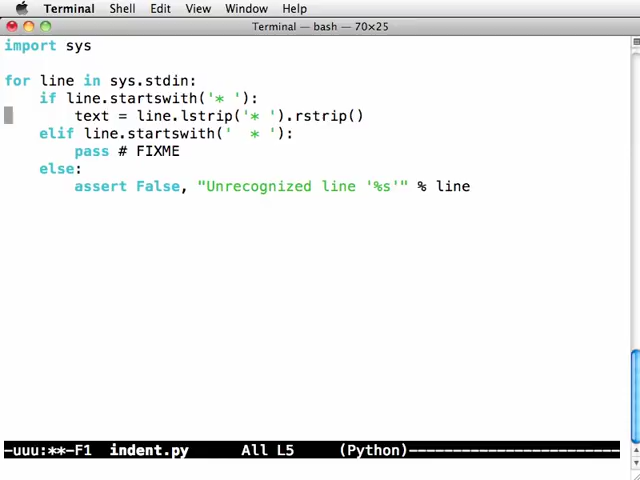 Terminal Shell Edit View Window Help
Terminal — bash — 70×25
import sys
for line in sys.stdin:
    if line.startswith('* '):
        text = line.lstrip('* ').rstrip()
    elif line.startswith('  * '):
        pass # FIXME
    else:
        assert False, "Unrecognized line '%s'" % line
-uuu:**-F1  indent.py      All L5     (Python)------------------------